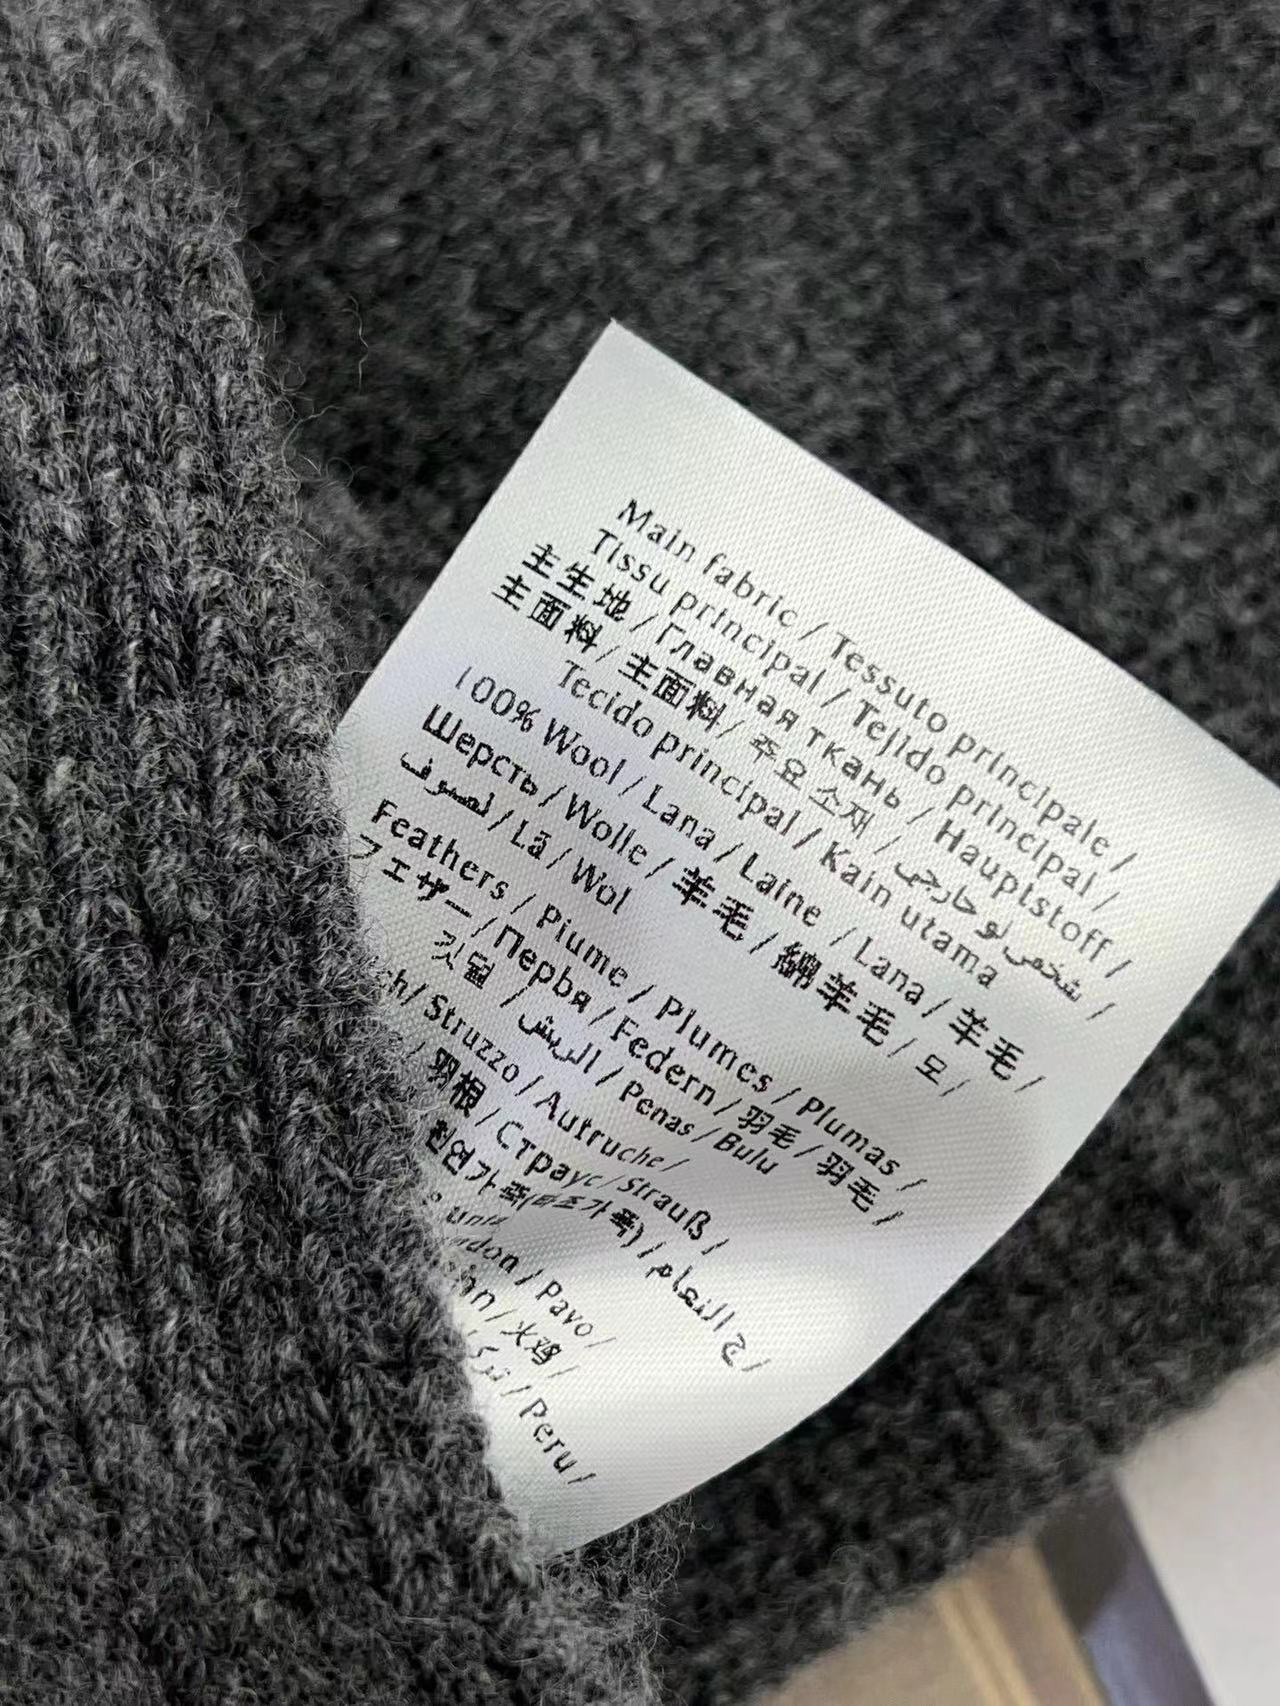 Main fabric / Tessuto principale /
Tissu principal / Tejido principal /
主生地 / Главная ткань / Hauptstoff /
主面料 / 主面料 / 주요 소재 / شخصي لو خارجي /
Tecido principal / Kain utama
100% Wool / Lana / Laine / Lana / 羊毛 /
Шерсть / Wolle / 羊毛 / 綿羊毛 / 모 /
لصوف / Lã / Wol
Feathers / Piume / Plumes / Plumas /
フェザー / Перья / Federn / 羽毛 / 羽毛 /
깃털 / الريش / Penas / Bulu
ch / Struzzo / Autruche /
羽根 / Страус / Strauß /
/ Pavo /
/ 火鸡 /
/ Peru /